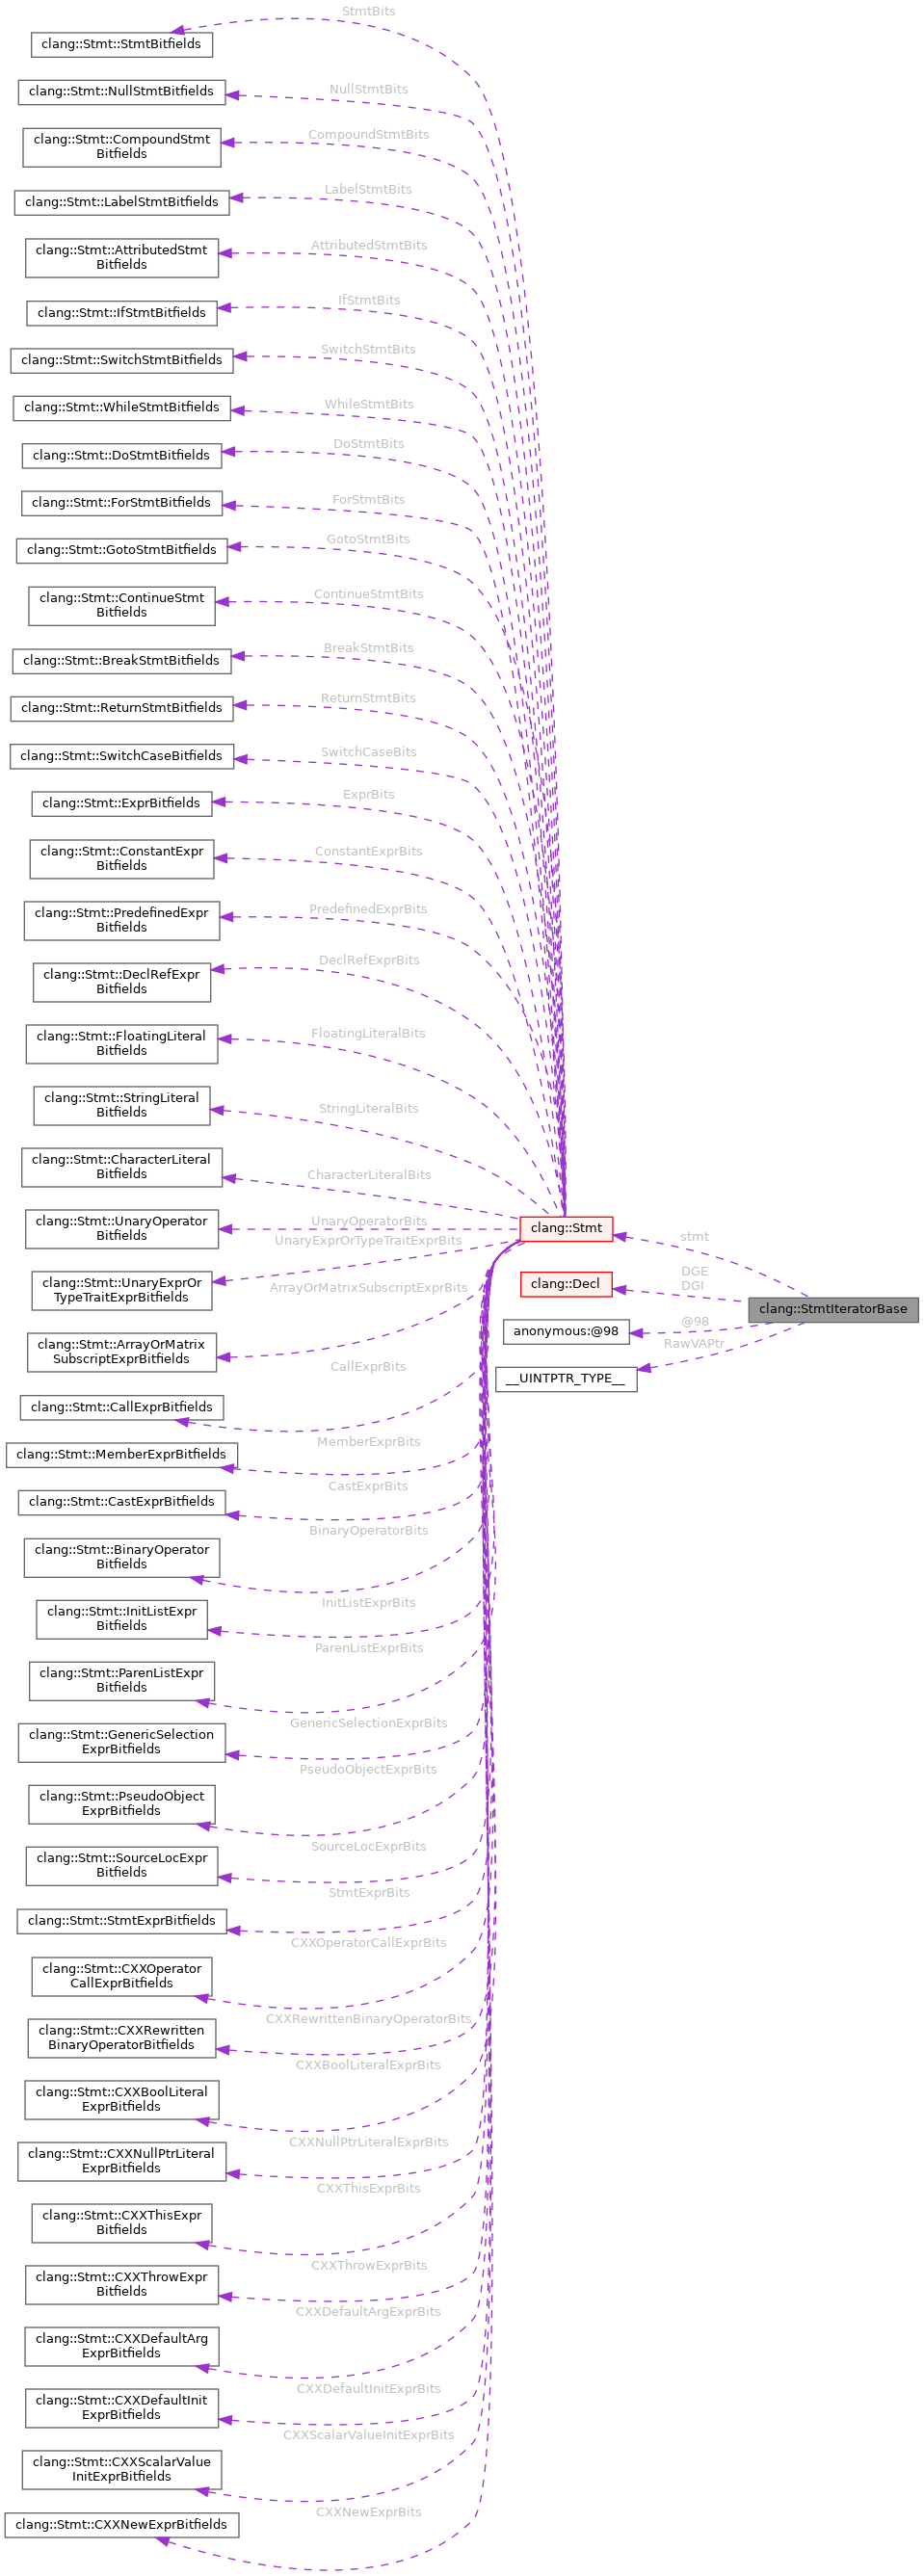 StmtBits
clang::Stmt::StmtBitfields
NullStmtBits
clang::Stmt::NullStmtBitfields
CompoundStmtBits
clang::Stmt::CompoundStmt
Bitfields
LabelStmtBits
clang::Stmt::LabelStmtBitfields
AttributedStmtBits
clang::Stmt::AttributedStmt
Bitfields
IfStmtBits
clang::Stmt::IfStmtBitfields
SwitchStmtBits
clang::Stmt::SwitchStmtBitfields
WhileStmtBits
clang::Stmt::WhileStmtBitfields
DoStmtBits
clang::Stmt::DoStmtBitfields
ForStmtBits
clang::Stmt::ForStmtBitfields
GotoStmtBits
clang::Stmt::GotoStmtBitfields
ContinueStmtBits
clang::Stmt::ContinueStmt
Bitfields
BreakStmtBits
clang::Stmt::BreakStmtBitfields
ReturnStmtBits
clang::Stmt::ReturnStmtBitfields
SwitchCaseBits
clang::Stmt::SwitchCaseBitfields
ExprBits
clang::Stmt::ExprBitfields
ConstantExprBits
clang::Stmt::ConstantExpr
Bitfields
PredefinedExprBits
clang::Stmt::PredefinedExpr
Bitfields
DeclRefExprBits
clang::Stmt::DeclRefExpr
Bitfields
FloatingLiteralBits
clang::Stmt::FloatingLiteral
Bitfields
StringLiteralBits
clang::Stmt::StringLiteral
Bitfields
CharacterLiteralBits
clang::Stmt::CharacterLiteral
Bitfields
UnaryOperatorBits
clang::Stmt::UnaryOperator
Bitfields
clang::Stmt
stmt
UnaryExprOrTypeTraitExprBits
clang::Stmt::UnaryExprOr
TypeTraitExprBitfields
DGE
DGI
clang::Decl
clang::StmtIteratorBase
@98
anonymous:@98
RawVAPtr
__UINTPTR_TYPE__
ArrayOrMatrixSubscriptExprBits
clang::Stmt::ArrayOrMatrix
SubscriptExprBitfields
CallExprBits
clang::Stmt::CallExprBitfields
MemberExprBits
clang::Stmt::MemberExprBitfields
CastExprBits
clang::Stmt::CastExprBitfields
BinaryOperatorBits
clang::Stmt::BinaryOperator
Bitfields
InitListExprBits
clang::Stmt::InitListExpr
Bitfields
ParenListExprBits
clang::Stmt::ParenListExpr
Bitfields
GenericSelectionExprBits
clang::Stmt::GenericSelection
ExprBitfields
PseudoObjectExprBits
clang::Stmt::PseudoObject
ExprBitfields
SourceLocExprBits
clang::Stmt::SourceLocExpr
Bitfields
StmtExprBits
clang::Stmt::StmtExprBitfields
CXXOperatorCallExprBits
clang::Stmt::CXXOperator
CallExprBitfields
CXXRewrittenBinaryOperatorBits
clang::Stmt::CXXRewritten
BinaryOperatorBitfields
CXXBoolLiteralExprBits
clang::Stmt::CXXBoolLiteral
ExprBitfields
CXXNullPtrLiteralExprBits
clang::Stmt::CXXNullPtrLiteral
ExprBitfields
CXXThisExprBits
clang::Stmt::CXXThisExpr
Bitfields
CXXThrowExprBits
clang::Stmt::CXXThrowExpr
Bitfields
CXXDefaultArgExprBits
clang::Stmt::CXXDefaultArg
ExprBitfields
CXXDefaultInitExprBits
clang::Stmt::CXXDefaultInit
ExprBitfields
CXXScalarValueInitExprBits
clang::Stmt::CXXScalarValue
InitExprBitfields
CXXNewExprBits
clang::Stmt::CXXNewExprBitfields